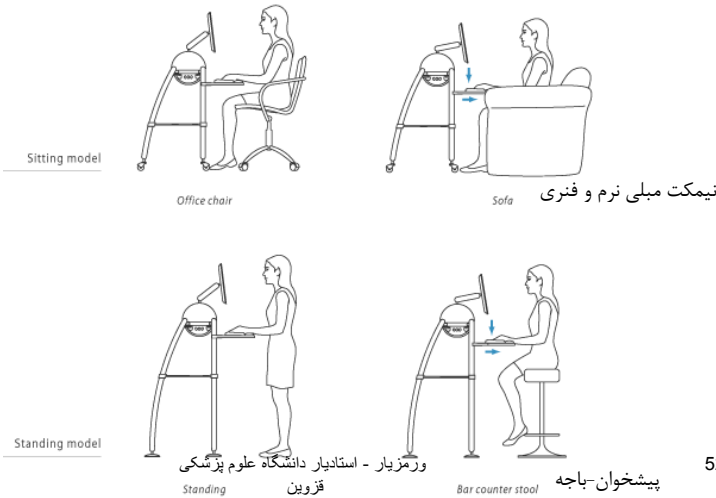 Sitting model
Office chair
Sofa
نیمکت مبلی نرم و فنری
Standing model
ورمزیار - استادیار دانشگاه علوم پزشکی
قزوین
Standing
Bar counter stool
پیشخوان-باجه